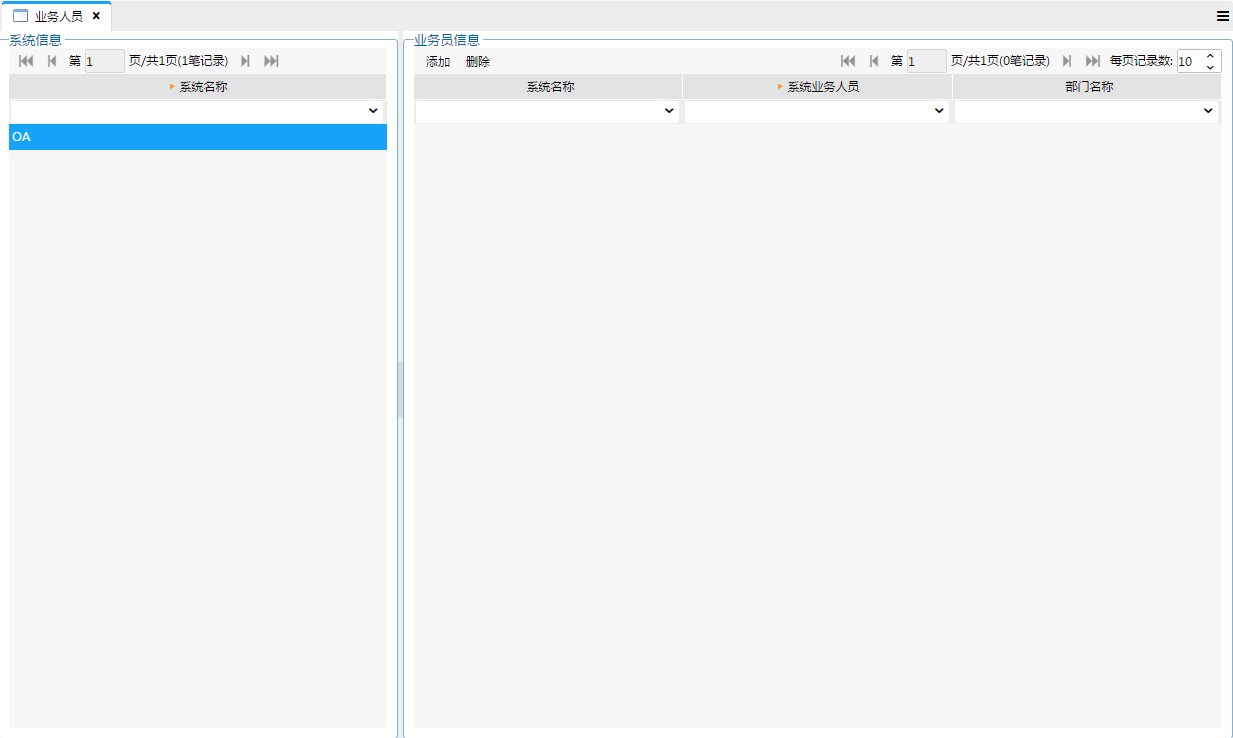 业务人员
系统信息
第 1 页/共1页(1笔记录)
系统名称
OA
业务员信息
添加 删除 第 1 页/共1页(0笔记录) 每页记录数: 10
系统名称 系统业务人员 部门名称